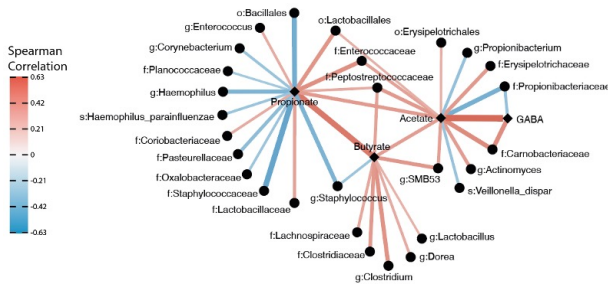 Spearman
Correlation
0.63
0.42
0.21
0
-0.21
-0.42
-0.63
o:Bacillales
g:Enterococcus
g:Corynebacterium
f:Planococcaceae
g:Haemophilus
s:Haemophilus_parainfluenzae
f:Coriobacteriaceae
f:Pasteurellaceae
f:Oxalobacteraceae
f:Staphylococcaceae
f:Lactobacillaceae
Propionate
o:Lactobacillales
f:Enterococcaceae
f:Peptostreptococcaceae
Butyrate
g:Staphylococcus
f:Lachnospiraceae
f:Clostridiaceae
g:Clostridium
g:Dorea
g:Lactobacillus
g:SMB53
Acetate
o:Erysipelotrichales
g:Propionibacterium
f:Erysipelotrichaceae
f:Propionibacteriaceae
GABA
f:Carnobacteriaceae
g:Actinomyces
s:Veillonella_dispar